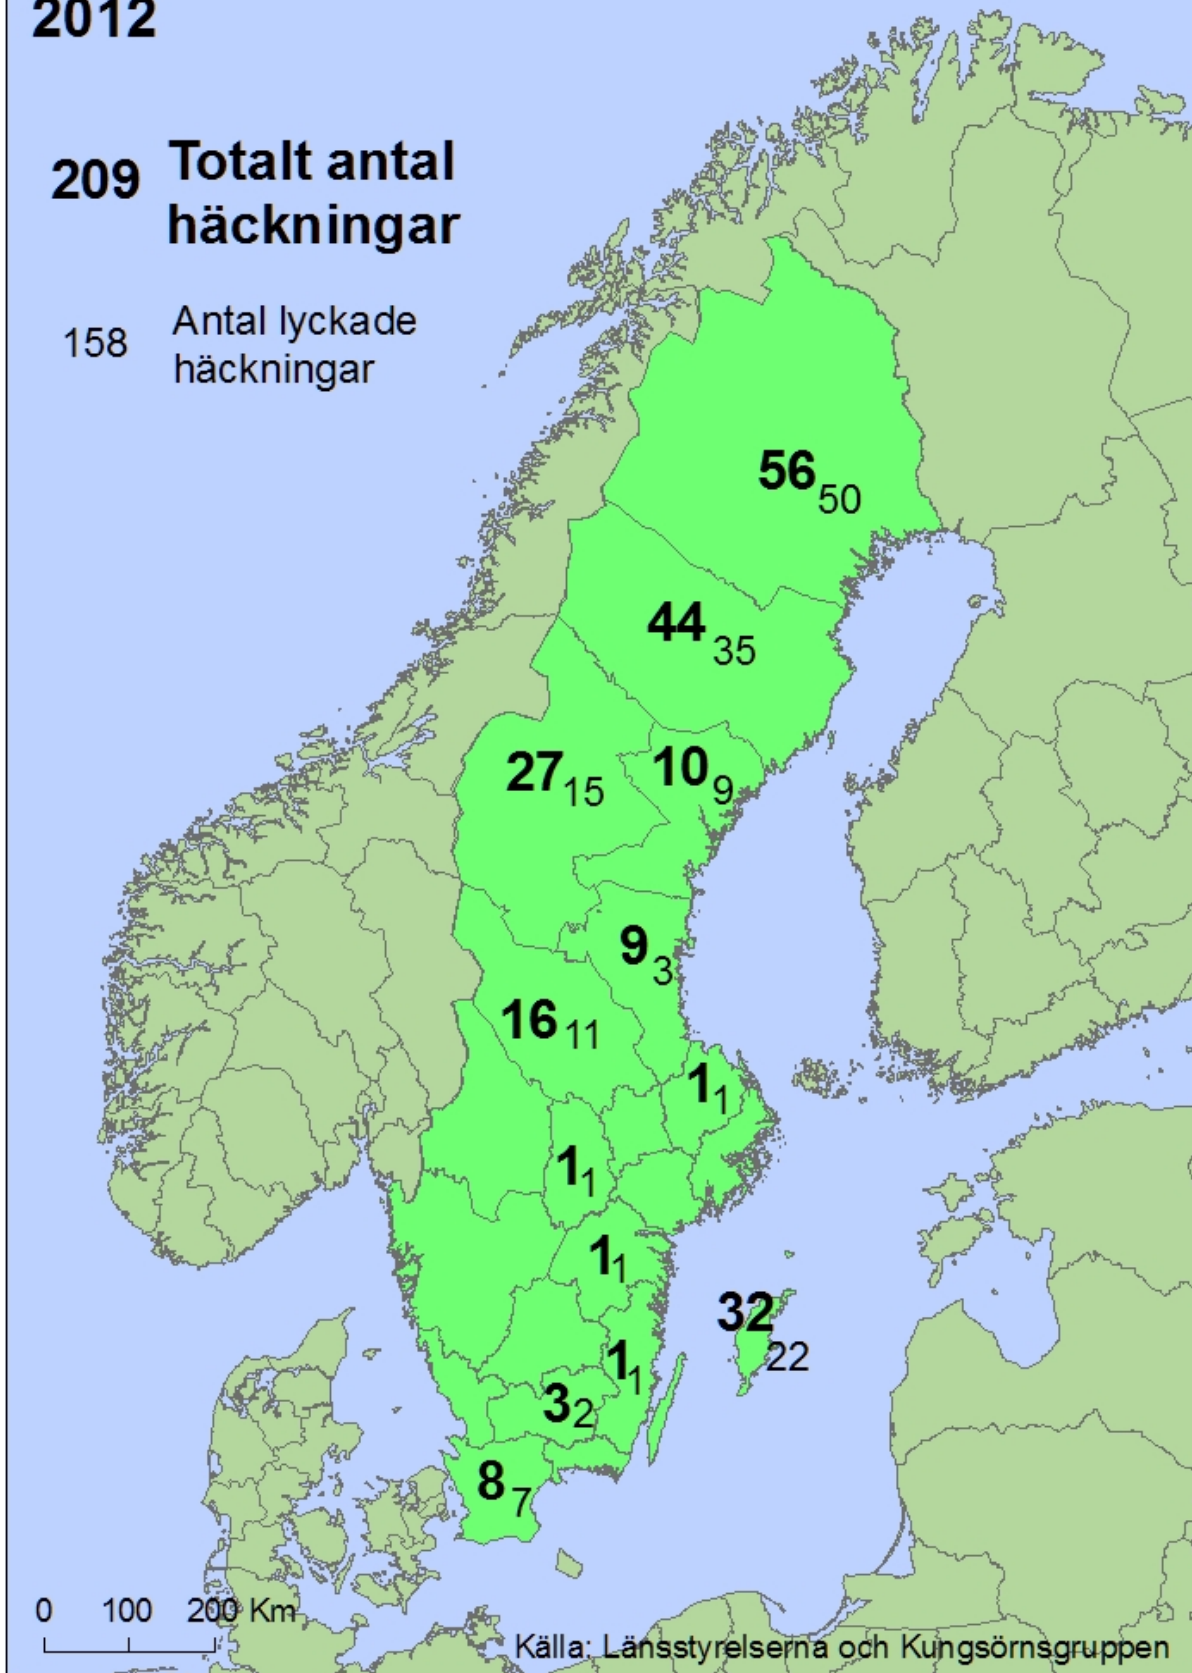 2012
209 Totalt antal
häckningar
158 Antal lyckade
häckningar
56 50
44 35
27 15
10 9
9 3
16 11
1 1
1 1
1 1
32 22
1 1
3 2
8 7
0 100 200 Km
Källa: Länsstyrelserna och Kungsörnsgruppen